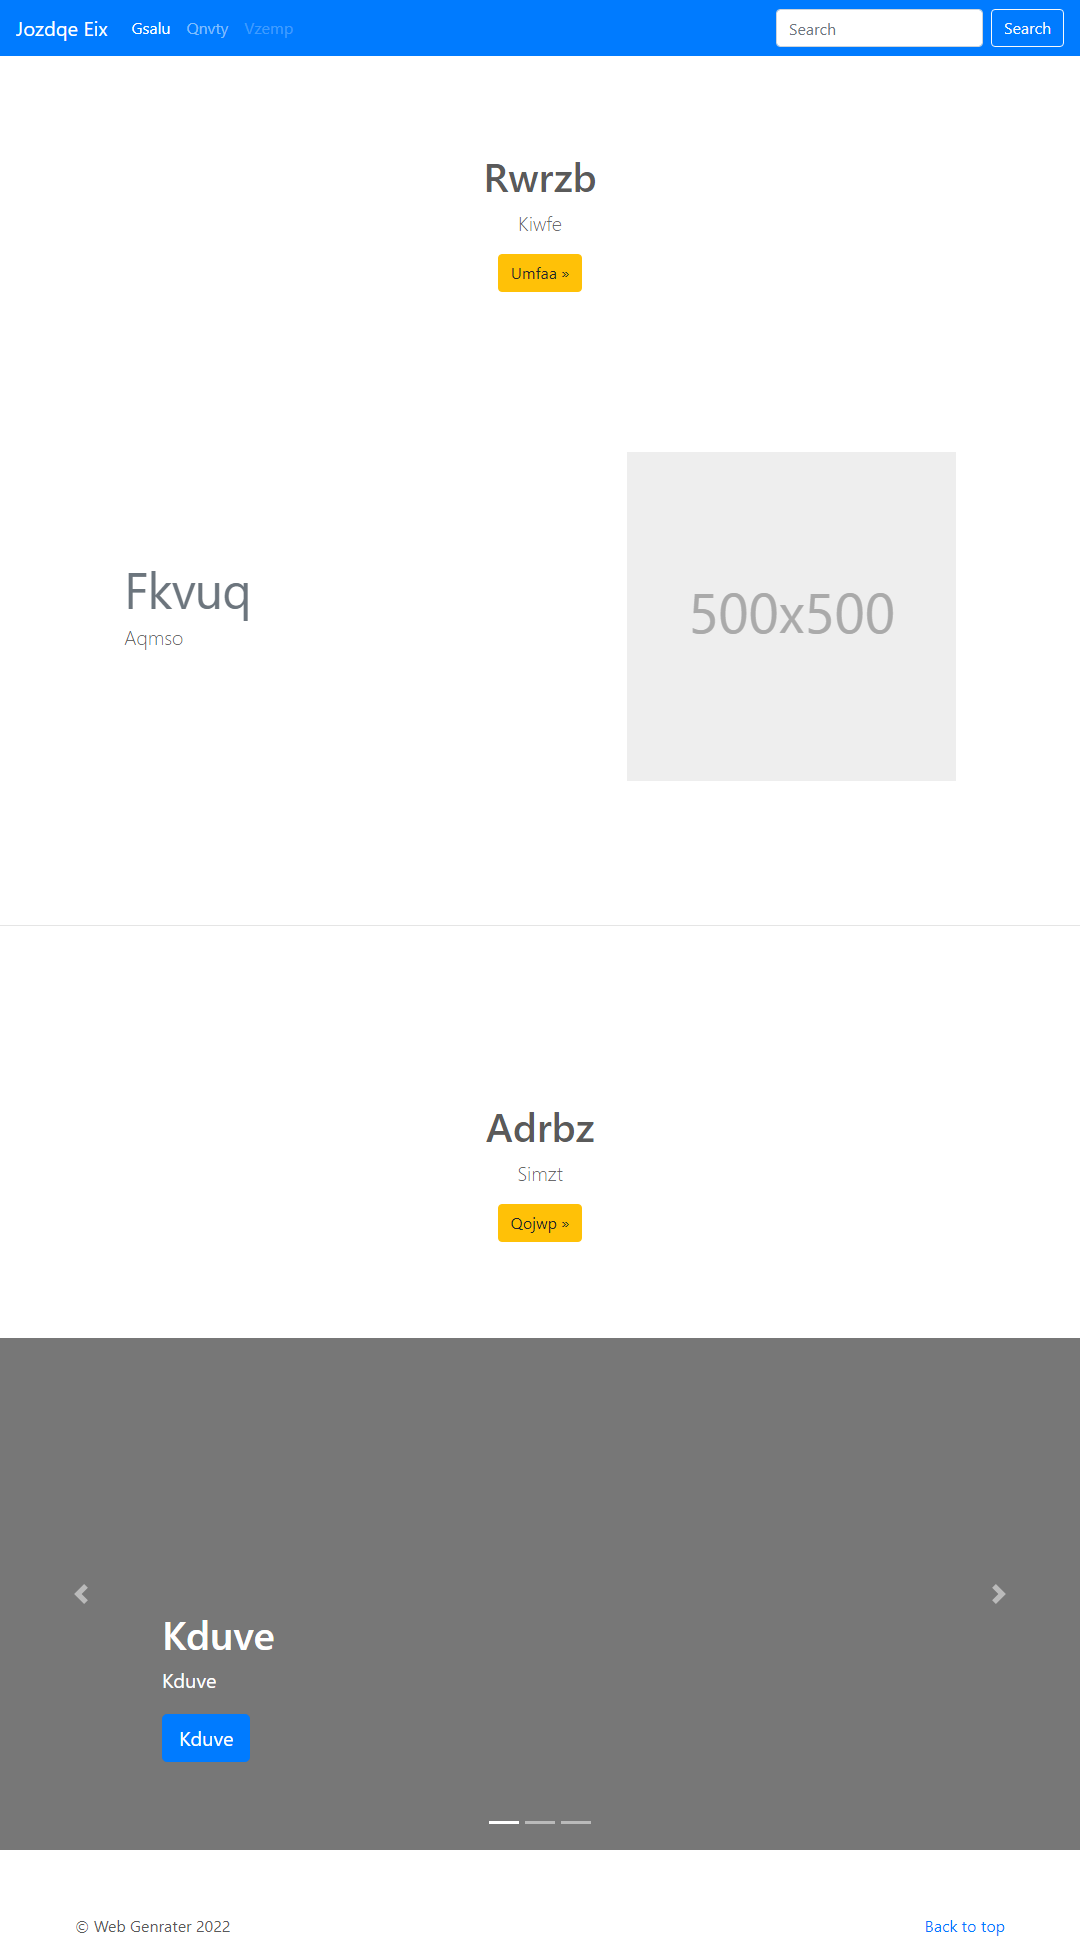 Jozdqe Eix Gsalu Qnvty Vzemp Search Search
Rwrzb
Kiwfe
Umfaa »
Fkvuq
Aqmso
500x500
Adrbz
Simzt
Qojwp »
Kduve
Kduve
Kduve
© Web Genrater 2022 Back to top